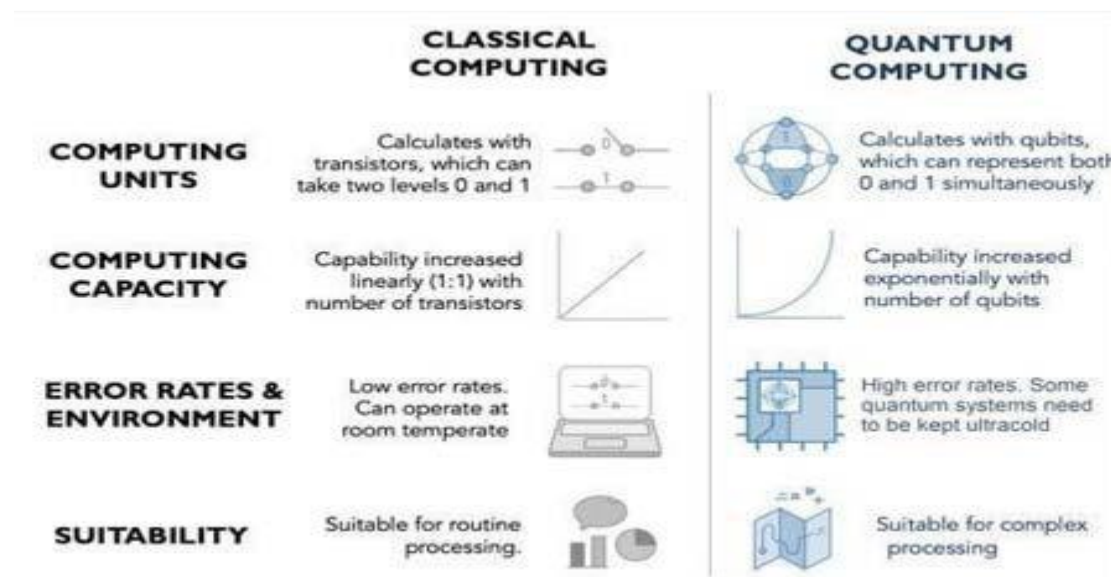 CLASSICAL
COMPUTING
QUANTUM
COMPUTING
COMPUTING
UNITS
Calculates with
transistors, which can
take two levels 0 and 1
0
1
1
0
Calculates with qubits,
which can represent both
0 and 1 simultaneously
COMPUTING
CAPACITY
Capability increased
linearly (1:1) with
number of transistors
Capability increased
exponentially with
number of qubits
ERROR RATES &
ENVIRONMENT
Low error rates.
Can operate at
room temperate
High error rates. Some
quantum systems need
to be kept ultracold
SUITABILITY
Suitable for routine
processing.
Suitable for complex
processing